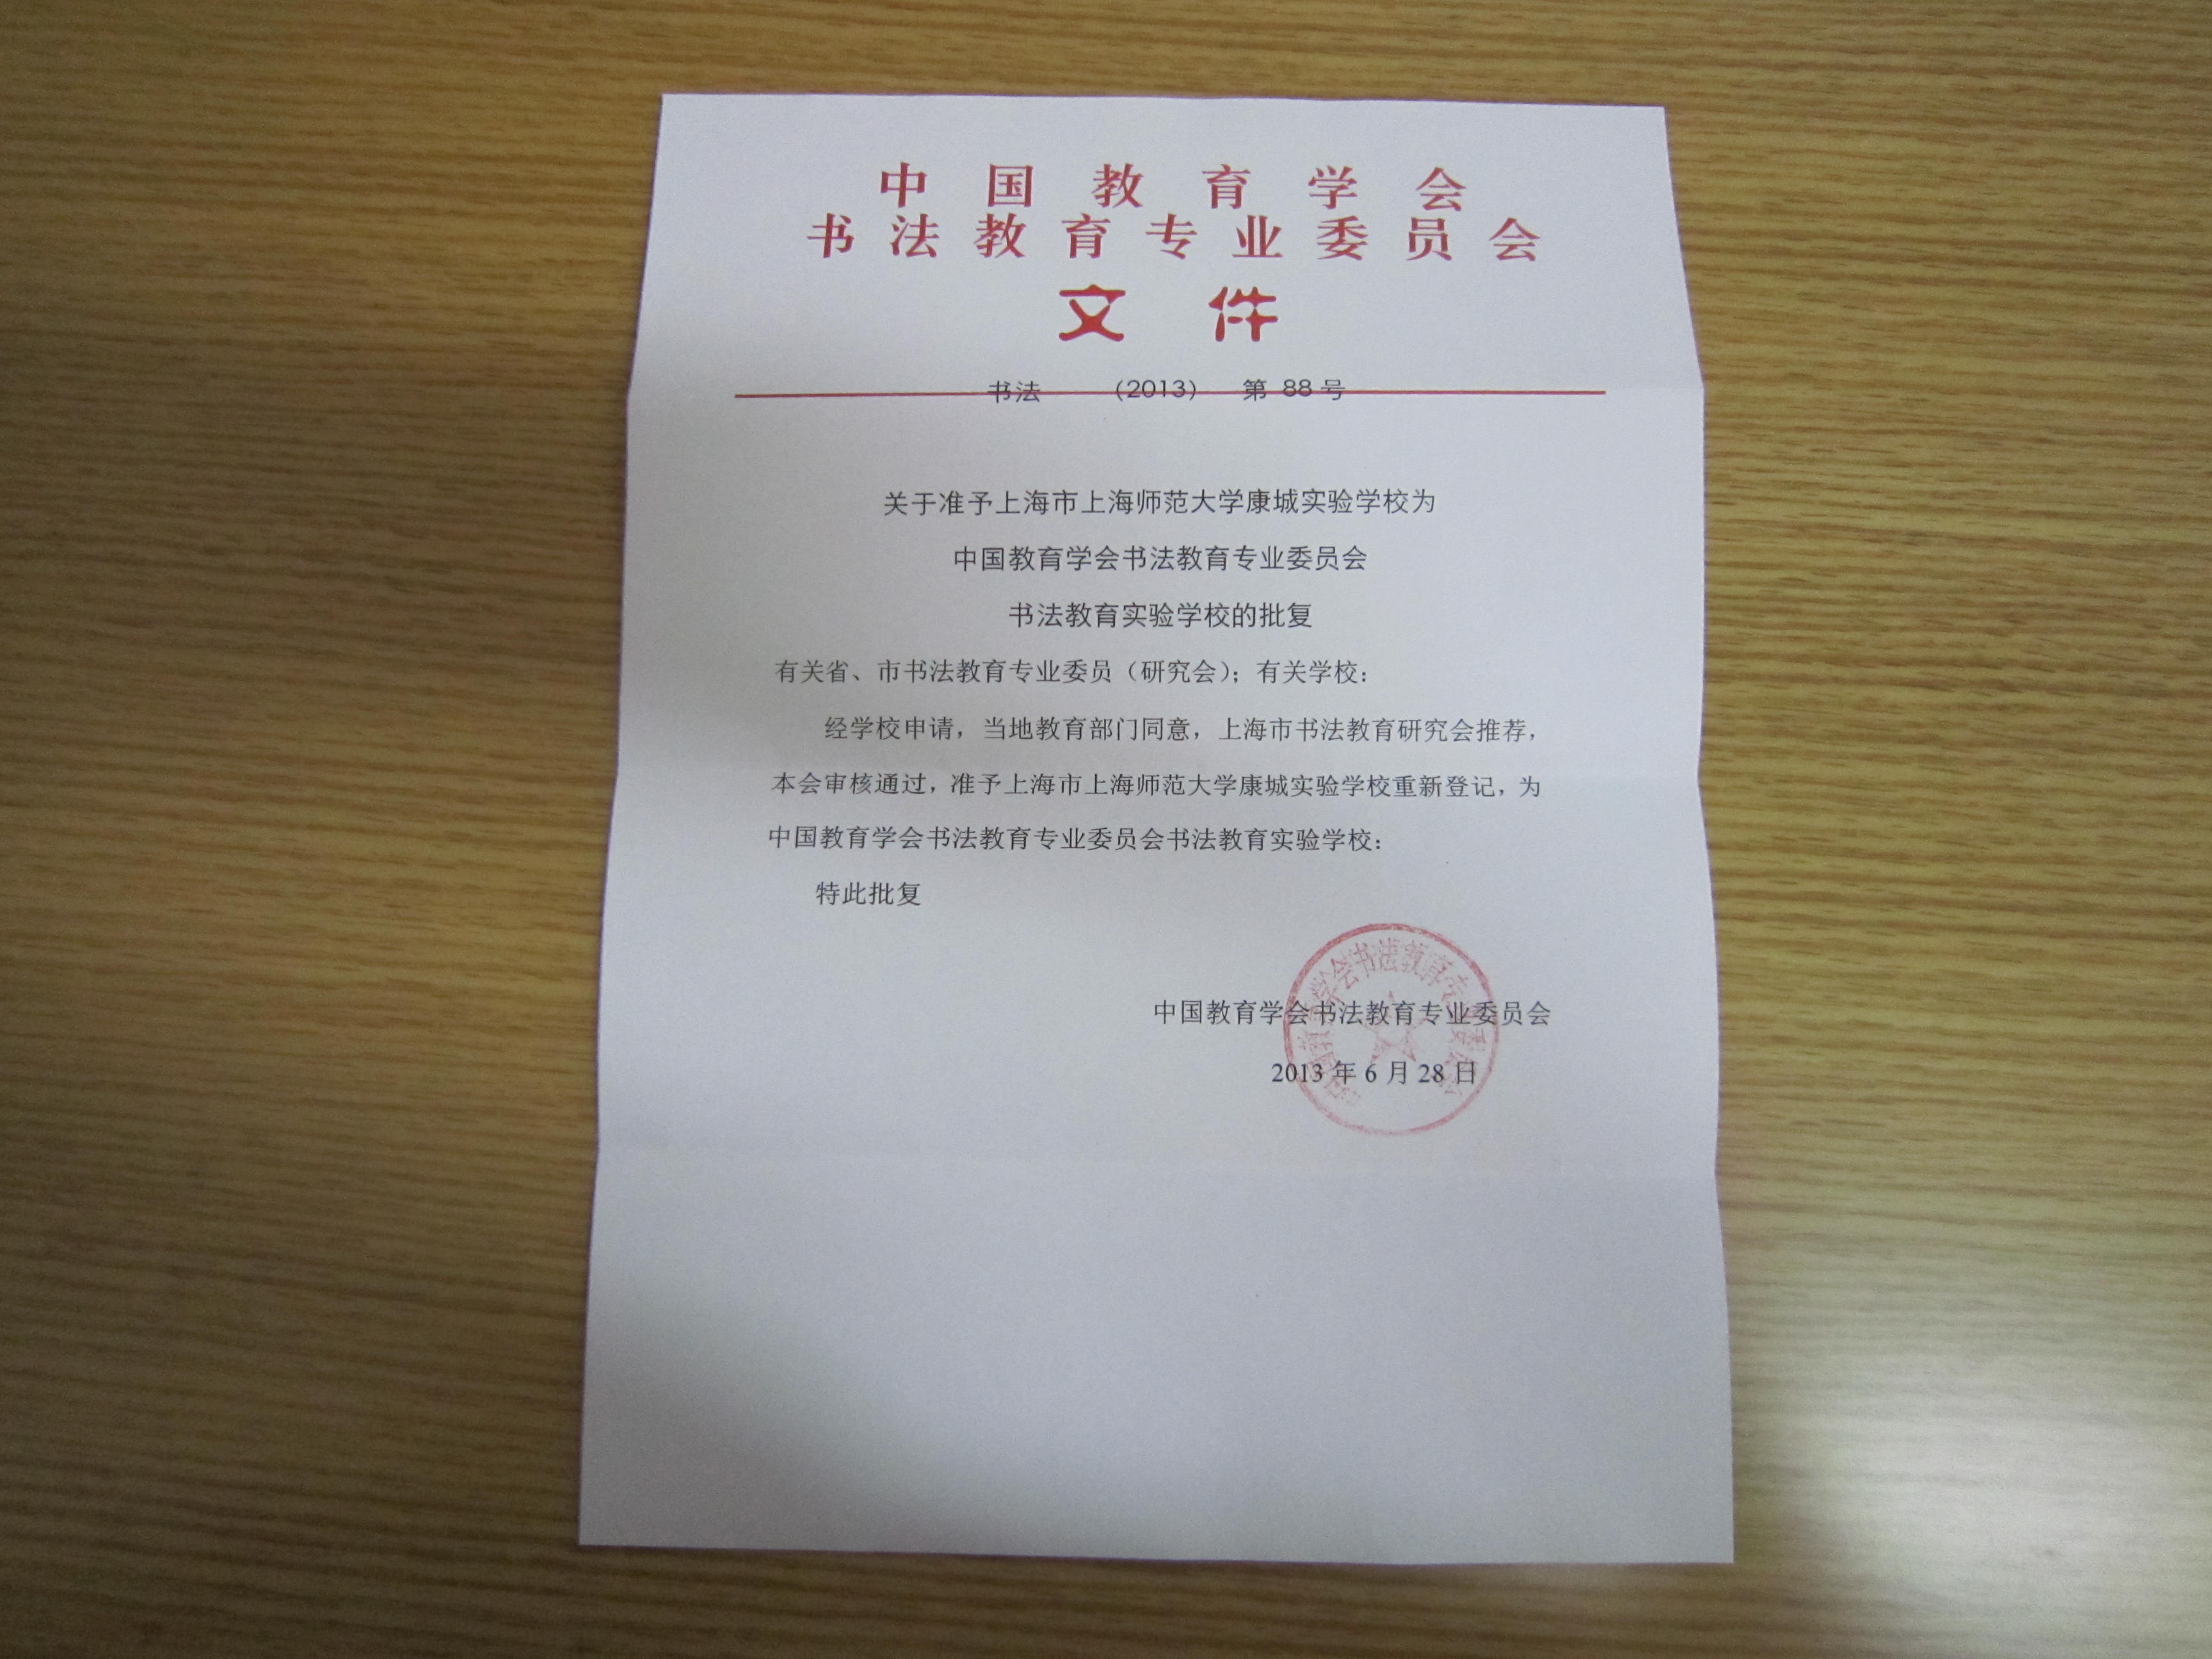 中国教育学会
书法教育专业委员会
文件
书法 (2013) 第 88 号
关于准予上海市上海师范大学康城实验学校为
中国教育学会书法教育专业委员会
书法教育实验学校的批复
有关省、市书法教育专业委员（研究会）；有关学校：
经学校申请，当地教育部门同意，上海市书法教育研究会推荐，
本会审核通过，准予上海市上海师范大学康城实验学校重新登记，为
中国教育学会书法教育专业委员会书法教育实验学校：
特此批复
中国教育学会书法教育专业委员会
2013 年 6 月 28 日
中国教育学会书法教育专业委员会